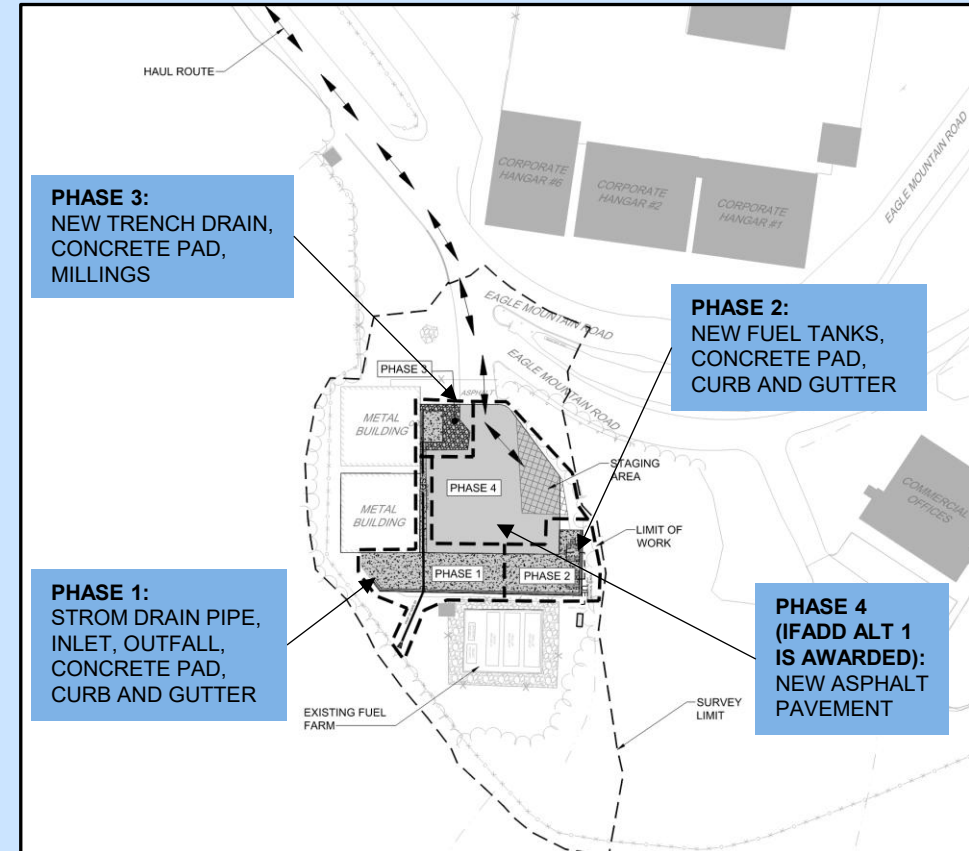 HAUL ROUTE
CORPORATE
HANGAR #6
CORPORATE
HANGAR #2
CORPORATE
HANGAR #1
EAGLE MOUNTAIN ROAD
PHASE 3:
NEW TRENCH DRAIN,
CONCRETE PAD,
MILLINGS
EAGLE MOUNTAIN ROAD
EAGLE MOUNTAIN ROAD
PHASE 2:
NEW FUEL TANKS,
CONCRETE PAD,
CURB AND GUTTER
PHASE 3
ASPHALT
METAL
BUILDING
STAGING
AREA
PHASE 4
COMMERCIAL
OFFICES
METAL
BUILDING
LIMIT OF
WORK
PHASE 1
PHASE 2
PHASE 1:
STROM DRAIN PIPE,
INLET, OUTFALL,
CONCRETE PAD,
CURB AND GUTTER
PHASE 4
(IFADD ALT 1
IS AWARDED):
NEW ASPHALT
PAVEMENT
EXISTING FUEL
FARM
SURVEY
LIMIT